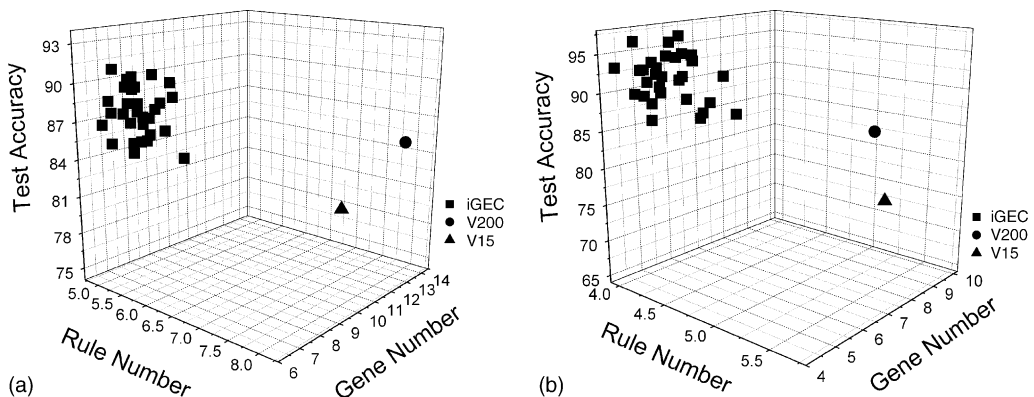 93
90
87
84
81
78
75
Test Accuracy
5.0
5.5
6.0
6.5
7.0
7.5
8.0
Rule Number
6
7
8
9
10
11
12
13
14
Gene Number
iGEC
V200
V15
(a)
95
90
85
75
70
65
Test Accuracy
4.0
4.5
5.0
5.5
Rule Number
4
5
6
7
8
9
10
Gene Number
iGEC
V200
V15
(b)